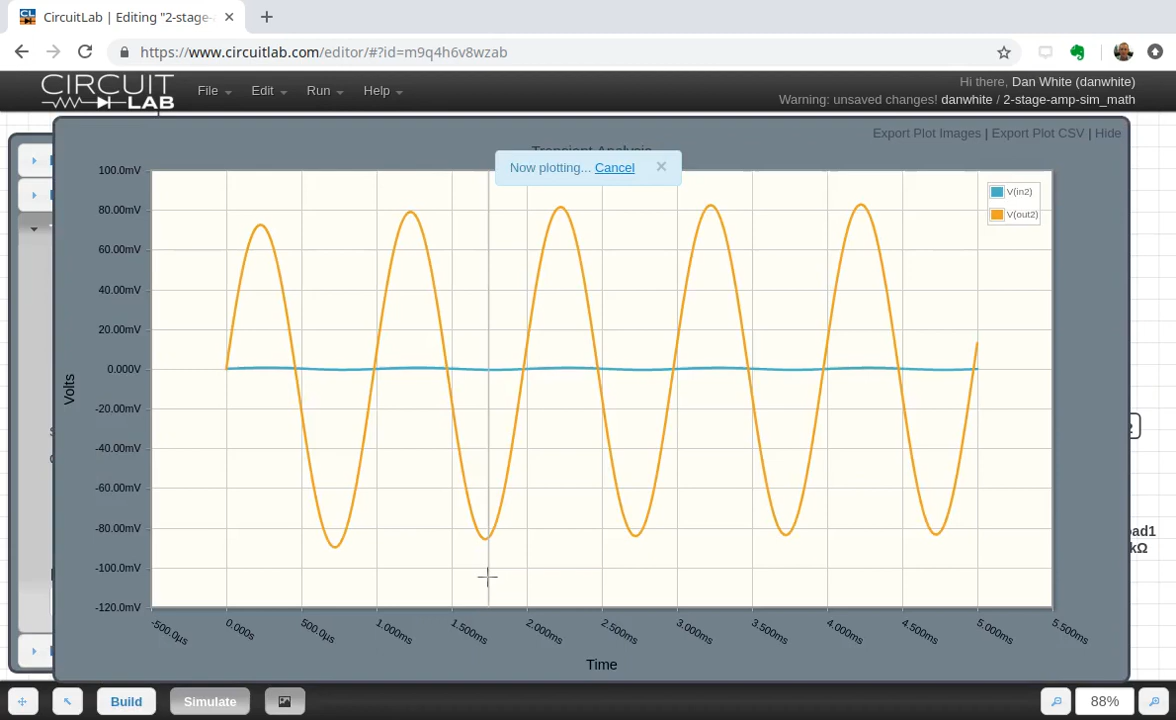 CircuitLab | Editing "2-stage-
https://www.circuitlab.com/editor/#?id=m9q4h6v8wzab
CIRCUIT
LAB
File
Edit
Run
Help
Hi there, Dan White (danwhite)
Warning: unsaved changes! danwhite / 2-stage-amp-sim_math
Export Plot Images | Export Plot CSV | Hide
Transient Analysis
Now plotting... Cancel
V(in2)
V(out2)
100.0mV
80.00mV
60.00mV
40.00mV
20.00mV
0.000V
-20.00mV
-40.00mV
-60.00mV
-80.00mV
-100.0mV
-120.0mV
Volts
-500.0µs
0.000s
500.0µs
1.000ms
1.500ms
2.000ms
2.500ms
3.000ms
3.500ms
4.000ms
4.500ms
5.000ms
5.500ms
Time
oad1
kΩ
Build
Simulate
88%